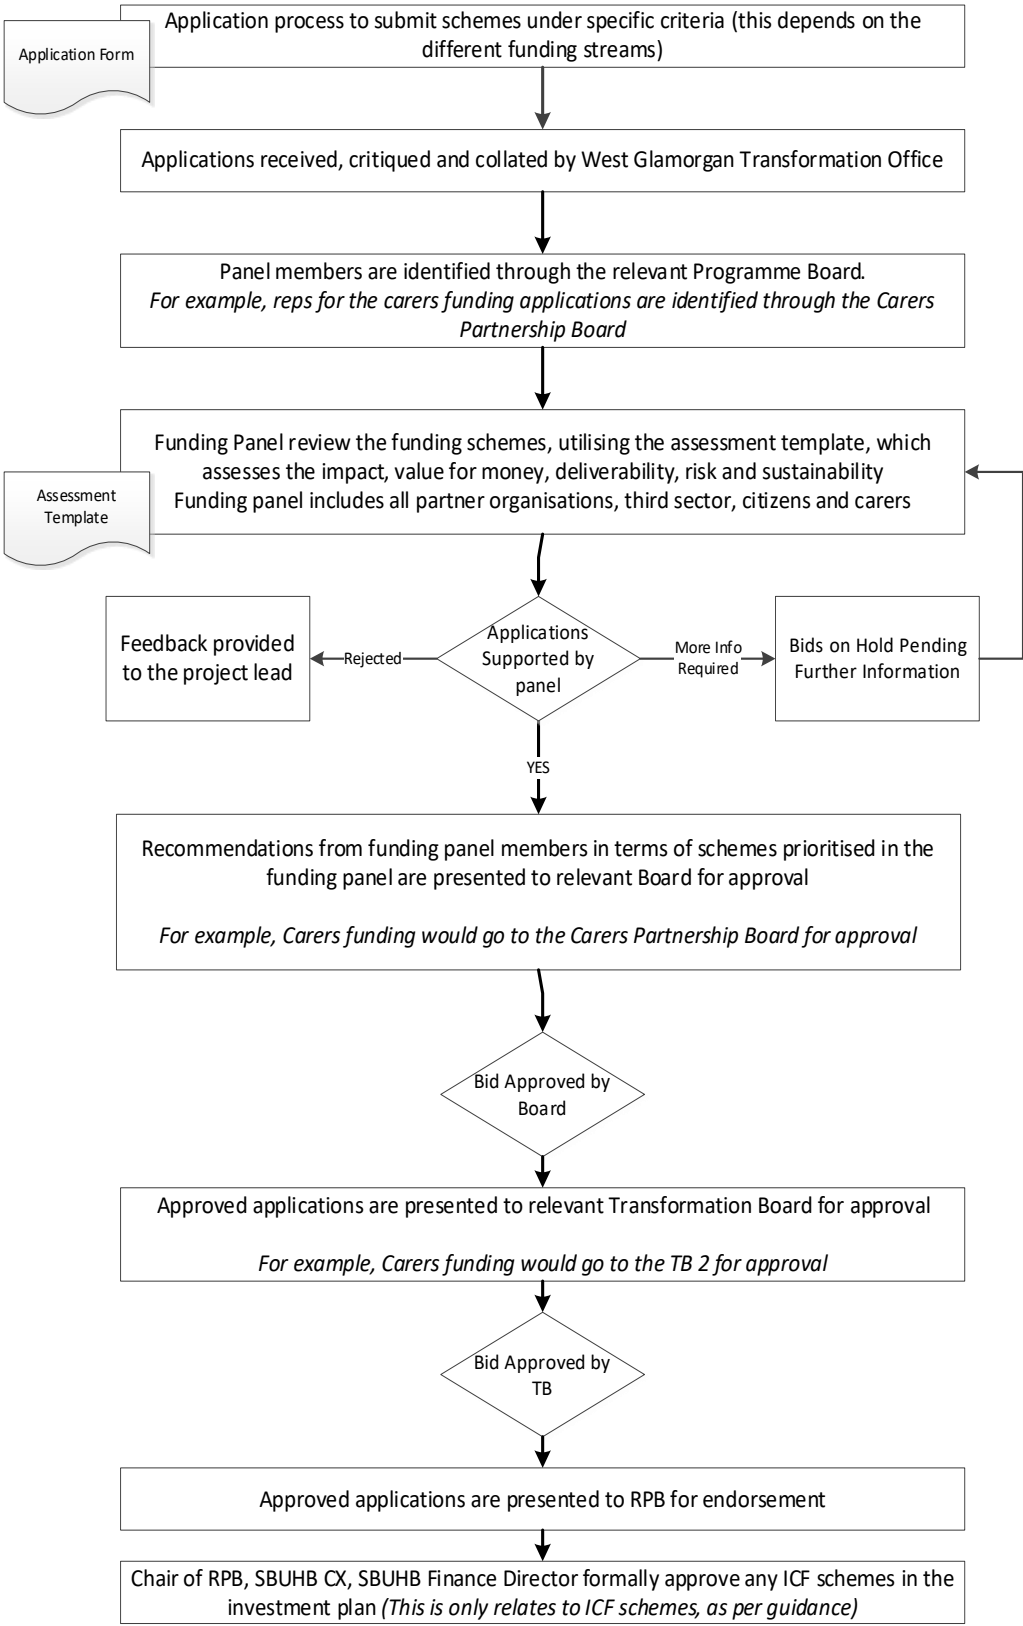 Application process to submit schemes under specific criteria (this depends on the
different funding streams)
Application Form
Applications received, critiqued and collated by West Glamorgan Transformation Office
Panel members are identified through the relevant Programme Board.
For example, reps for the carers funding applications are identified through the Carers
Partnership Board
Funding Panel review the funding schemes, utilising the assessment template, which
assesses the impact, value for money, deliverability, risk and sustainability
Funding panel includes all partner organisations, third sector, citizens and carers
Assessment
Template
Applications
Supported by
panel
Rejected
Feedback provided
to the project lead
More Info
Required
Bids on Hold Pending
Further Information
YES
Recommendations from funding panel members in terms of schemes prioritised in the
funding panel are presented to relevant Board for approval
For example, Carers funding would go to the Carers Partnership Board for approval
Bid Approved by
Board
Approved applications are presented to relevant Transformation Board for approval
For example, Carers funding would go to the TB 2 for approval
Bid Approved by
TB
Approved applications are presented to RPB for endorsement
Chair of RPB, SBUHB CX, SBUHB Finance Director formally approve any ICF schemes in the
investment plan (This is only relates to ICF schemes, as per guidance)